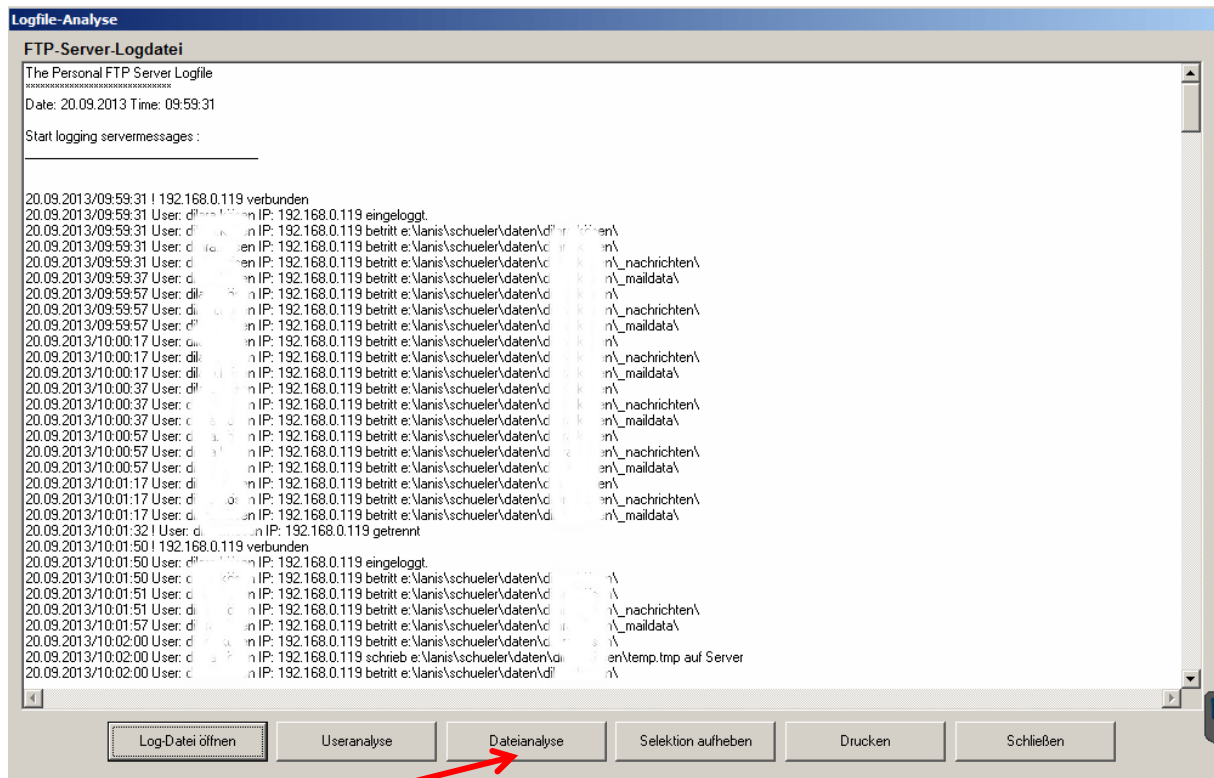 Logfile-Analyse
FTP-Server-Logdatei
The Personal FTP Server Logfile
******************************
Date: 20.09.2013 Time: 09:59:31
Start logging servermessages :
20.09.2013/09:59:31 ! 192.168.0.119 verbunden
20.09.2013/09:59:31 User: IP: 192.168.0.119 eingeloggt.
20.09.2013/09:59:31 User: IP: 192.168.0.119 betritt e:\lanis\schueler\daten\ \
20.09.2013/09:59:31 User: IP: 192.168.0.119 betritt e:\lanis\schueler\daten\ \
20.09.2013/09:59:31 User: IP: 192.168.0.119 betritt e:\lanis\schueler\daten\ \_nachrichten\
20.09.2013/09:59:37 User: IP: 192.168.0.119 betritt e:\lanis\schueler\daten\ \_maildata\
20.09.2013/09:59:57 User: IP: 192.168.0.119 betritt e:\lanis\schueler\daten\ \
20.09.2013/09:59:57 User: IP: 192.168.0.119 betritt e:\lanis\schueler\daten\ \_nachrichten\
20.09.2013/09:59:57 User: IP: 192.168.0.119 betritt e:\lanis\schueler\daten\ \_maildata\
20.09.2013/10:00:17 User: IP: 192.168.0.119 betritt e:\lanis\schueler\daten\ \
20.09.2013/10:00:17 User: IP: 192.168.0.119 betritt e:\lanis\schueler\daten\ \_nachrichten\
20.09.2013/10:00:17 User: IP: 192.168.0.119 betritt e:\lanis\schueler\daten\ \_maildata\
20.09.2013/10:00:37 User: IP: 192.168.0.119 betritt e:\lanis\schueler\daten\ \
20.09.2013/10:00:37 User: IP: 192.168.0.119 betritt e:\lanis\schueler\daten\ \_nachrichten\
20.09.2013/10:00:37 User: IP: 192.168.0.119 betritt e:\lanis\schueler\daten\ \_maildata\
20.09.2013/10:00:57 User: IP: 192.168.0.119 betritt e:\lanis\schueler\daten\ \
20.09.2013/10:00:57 User: IP: 192.168.0.119 betritt e:\lanis\schueler\daten\ \_nachrichten\
20.09.2013/10:00:57 User: IP: 192.168.0.119 betritt e:\lanis\schueler\daten\ \_maildata\
20.09.2013/10:01:17 User: IP: 192.168.0.119 betritt e:\lanis\schueler\daten\ \
20.09.2013/10:01:17 User: IP: 192.168.0.119 betritt e:\lanis\schueler\daten\ \_nachrichten\
20.09.2013/10:01:17 User: IP: 192.168.0.119 betritt e:\lanis\schueler\daten\ \_maildata\
20.09.2013/10:01:32 ! User: IP: 192.168.0.119 getrennt
20.09.2013/10:01:50 ! 192.168.0.119 verbunden
20.09.2013/10:01:50 User: IP: 192.168.0.119 eingeloggt.
20.09.2013/10:01:50 User: IP: 192.168.0.119 betritt e:\lanis\schueler\daten\ \
20.09.2013/10:01:51 User: IP: 192.168.0.119 betritt e:\lanis\schueler\daten\ \
20.09.2013/10:01:51 User: IP: 192.168.0.119 betritt e:\lanis\schueler\daten\ \_nachrichten\
20.09.2013/10:01:57 User: IP: 192.168.0.119 betritt e:\lanis\schueler\daten\ \_maildata\
20.09.2013/10:02:00 User: IP: 192.168.0.119 betritt e:\lanis\schueler\daten\ \
20.09.2013/10:02:00 User: IP: 192.168.0.119 schrieb e:\lanis\schueler\daten\ \temp.tmp auf Server
20.09.2013/10:02:00 User: IP: 192.168.0.119 betritt e:\lanis\schueler\daten\ \
Log-Datei öffnen
Useranalyse
Dateianalyse
Selektion aufheben
Drucken
Schließen